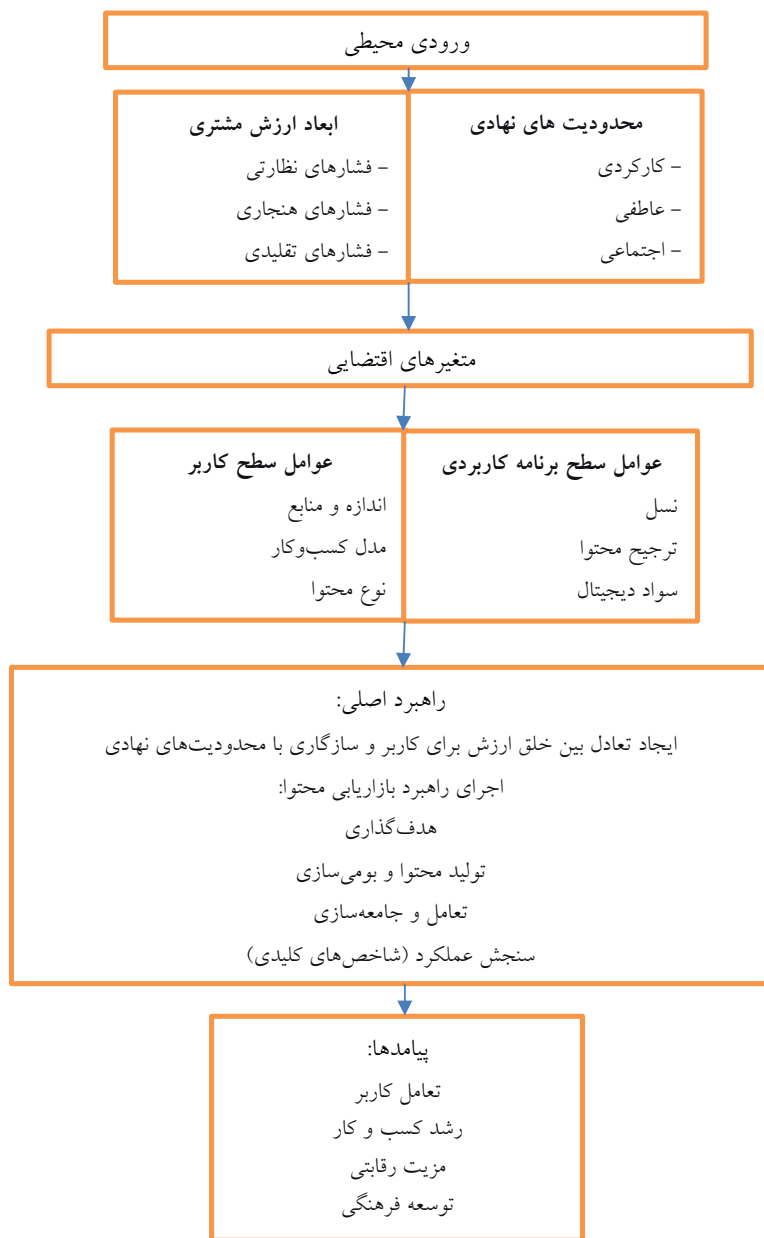 ورودی محیطی
محدودیت های نهادی
- کارکردی
- عاطفی
- اجتماعی
ابعاد ارزش مشتری
- فشارهای نظارتی
- فشارهای هنجاری
- فشارهای تقلیدی
متغیرهای اقتضایی
عوامل سطح برنامه کاربردی
نسل
ترجیح محتوا
سواد دیجیتال
عوامل سطح کاربر
اندازه و منابع
مدل کسب‌وکار
نوع محتوا
راهبرد اصلی:
ایجاد تعادل بین خلق ارزش برای کاربر و سازگاری با محدودیت‌های نهادی
اجرای راهبرد بازاریابی محتوا:
هدف‌گذاری
تولید محتوا و بومی‌سازی
تعامل و جامعه‌سازی
سنجش عملکرد (شاخص‌های کلیدی)
پیامدها:
تعامل کاربر
رشد کسب و کار
مزیت رقابتی
توسعه فرهنگی